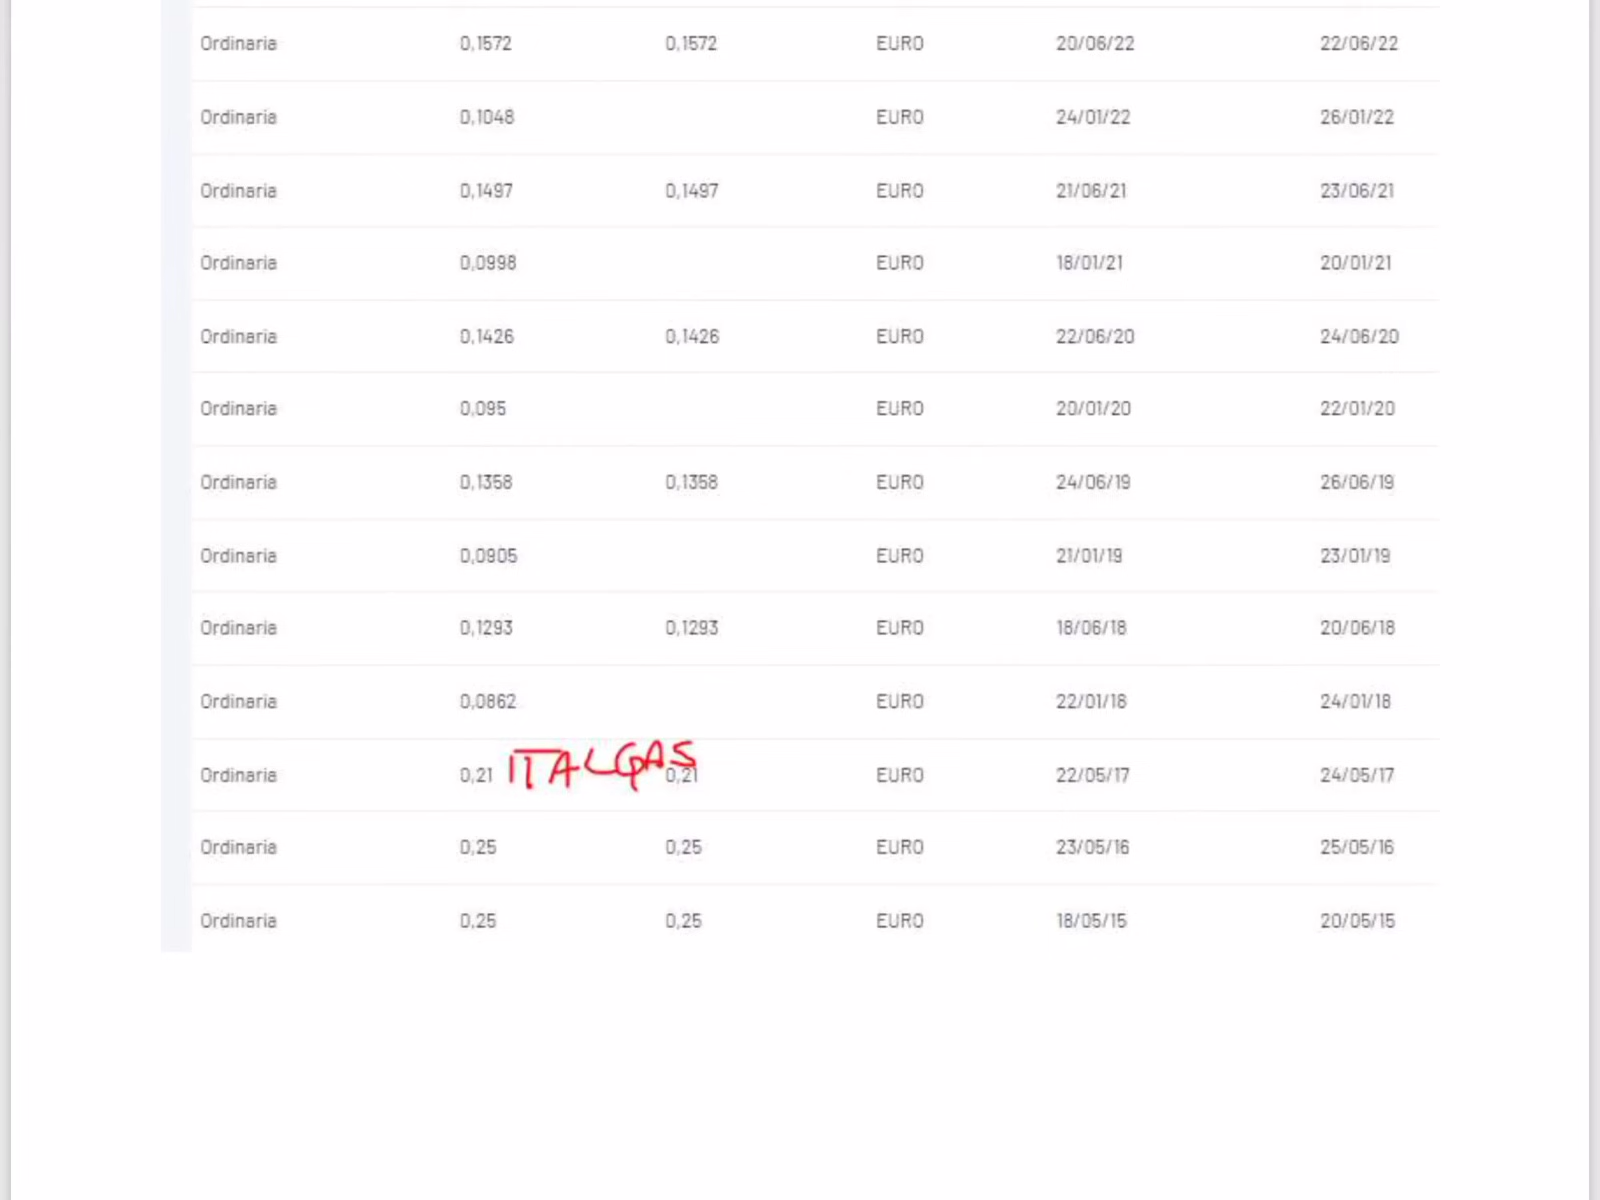 Ordinaria 0,1572 0,1572 EURO 20/06/22 22/06/22
Ordinaria 0,1048 EURO 24/01/22 26/01/22
Ordinaria 0,1497 0,1497 EURO 21/06/21 23/06/21
Ordinaria 0,0998 EURO 18/01/21 20/01/21
Ordinaria 0,1426 0,1426 EURO 22/06/20 24/06/20
Ordinaria 0,095 EURO 20/01/20 22/01/20
Ordinaria 0,1358 0,1358 EURO 24/06/19 26/06/19
Ordinaria 0,0905 EURO 21/01/19 23/01/19
Ordinaria 0,1293 0,1293 EURO 18/06/18 20/06/18
Ordinaria 0,0862 EURO 22/01/18 24/01/18
Ordinaria 0,21 ITALGAS 0,21 EURO 22/05/17 24/05/17
Ordinaria 0,25 0,25 EURO 23/05/16 25/05/16
Ordinaria 0,25 0,25 EURO 18/05/15 20/05/15